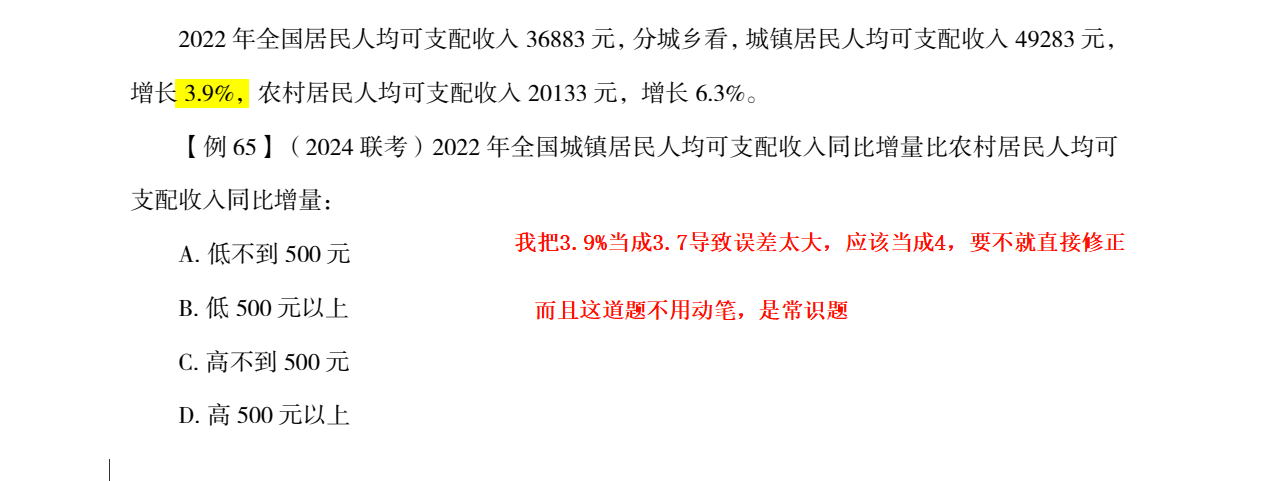 2022 年全国居民人均可支配收入 36883 元，分城乡看，城镇居民人均可支配收入 49283 元，
增长 3.9%，农村居民人均可支配收入 20133 元，增长 6.3%。
【例 65】（2024 联考）2022 年全国城镇居民人均可支配收入同比增量比农村居民人均可
支配收入同比增量：
A. 低不到 500 元
我把3.9%当成3.7导致误差太大，应该当成4，要不就直接修正
B. 低 500 元以上
而且这道题不用动笔，是常识题
C. 高不到 500 元
D. 高 500 元以上